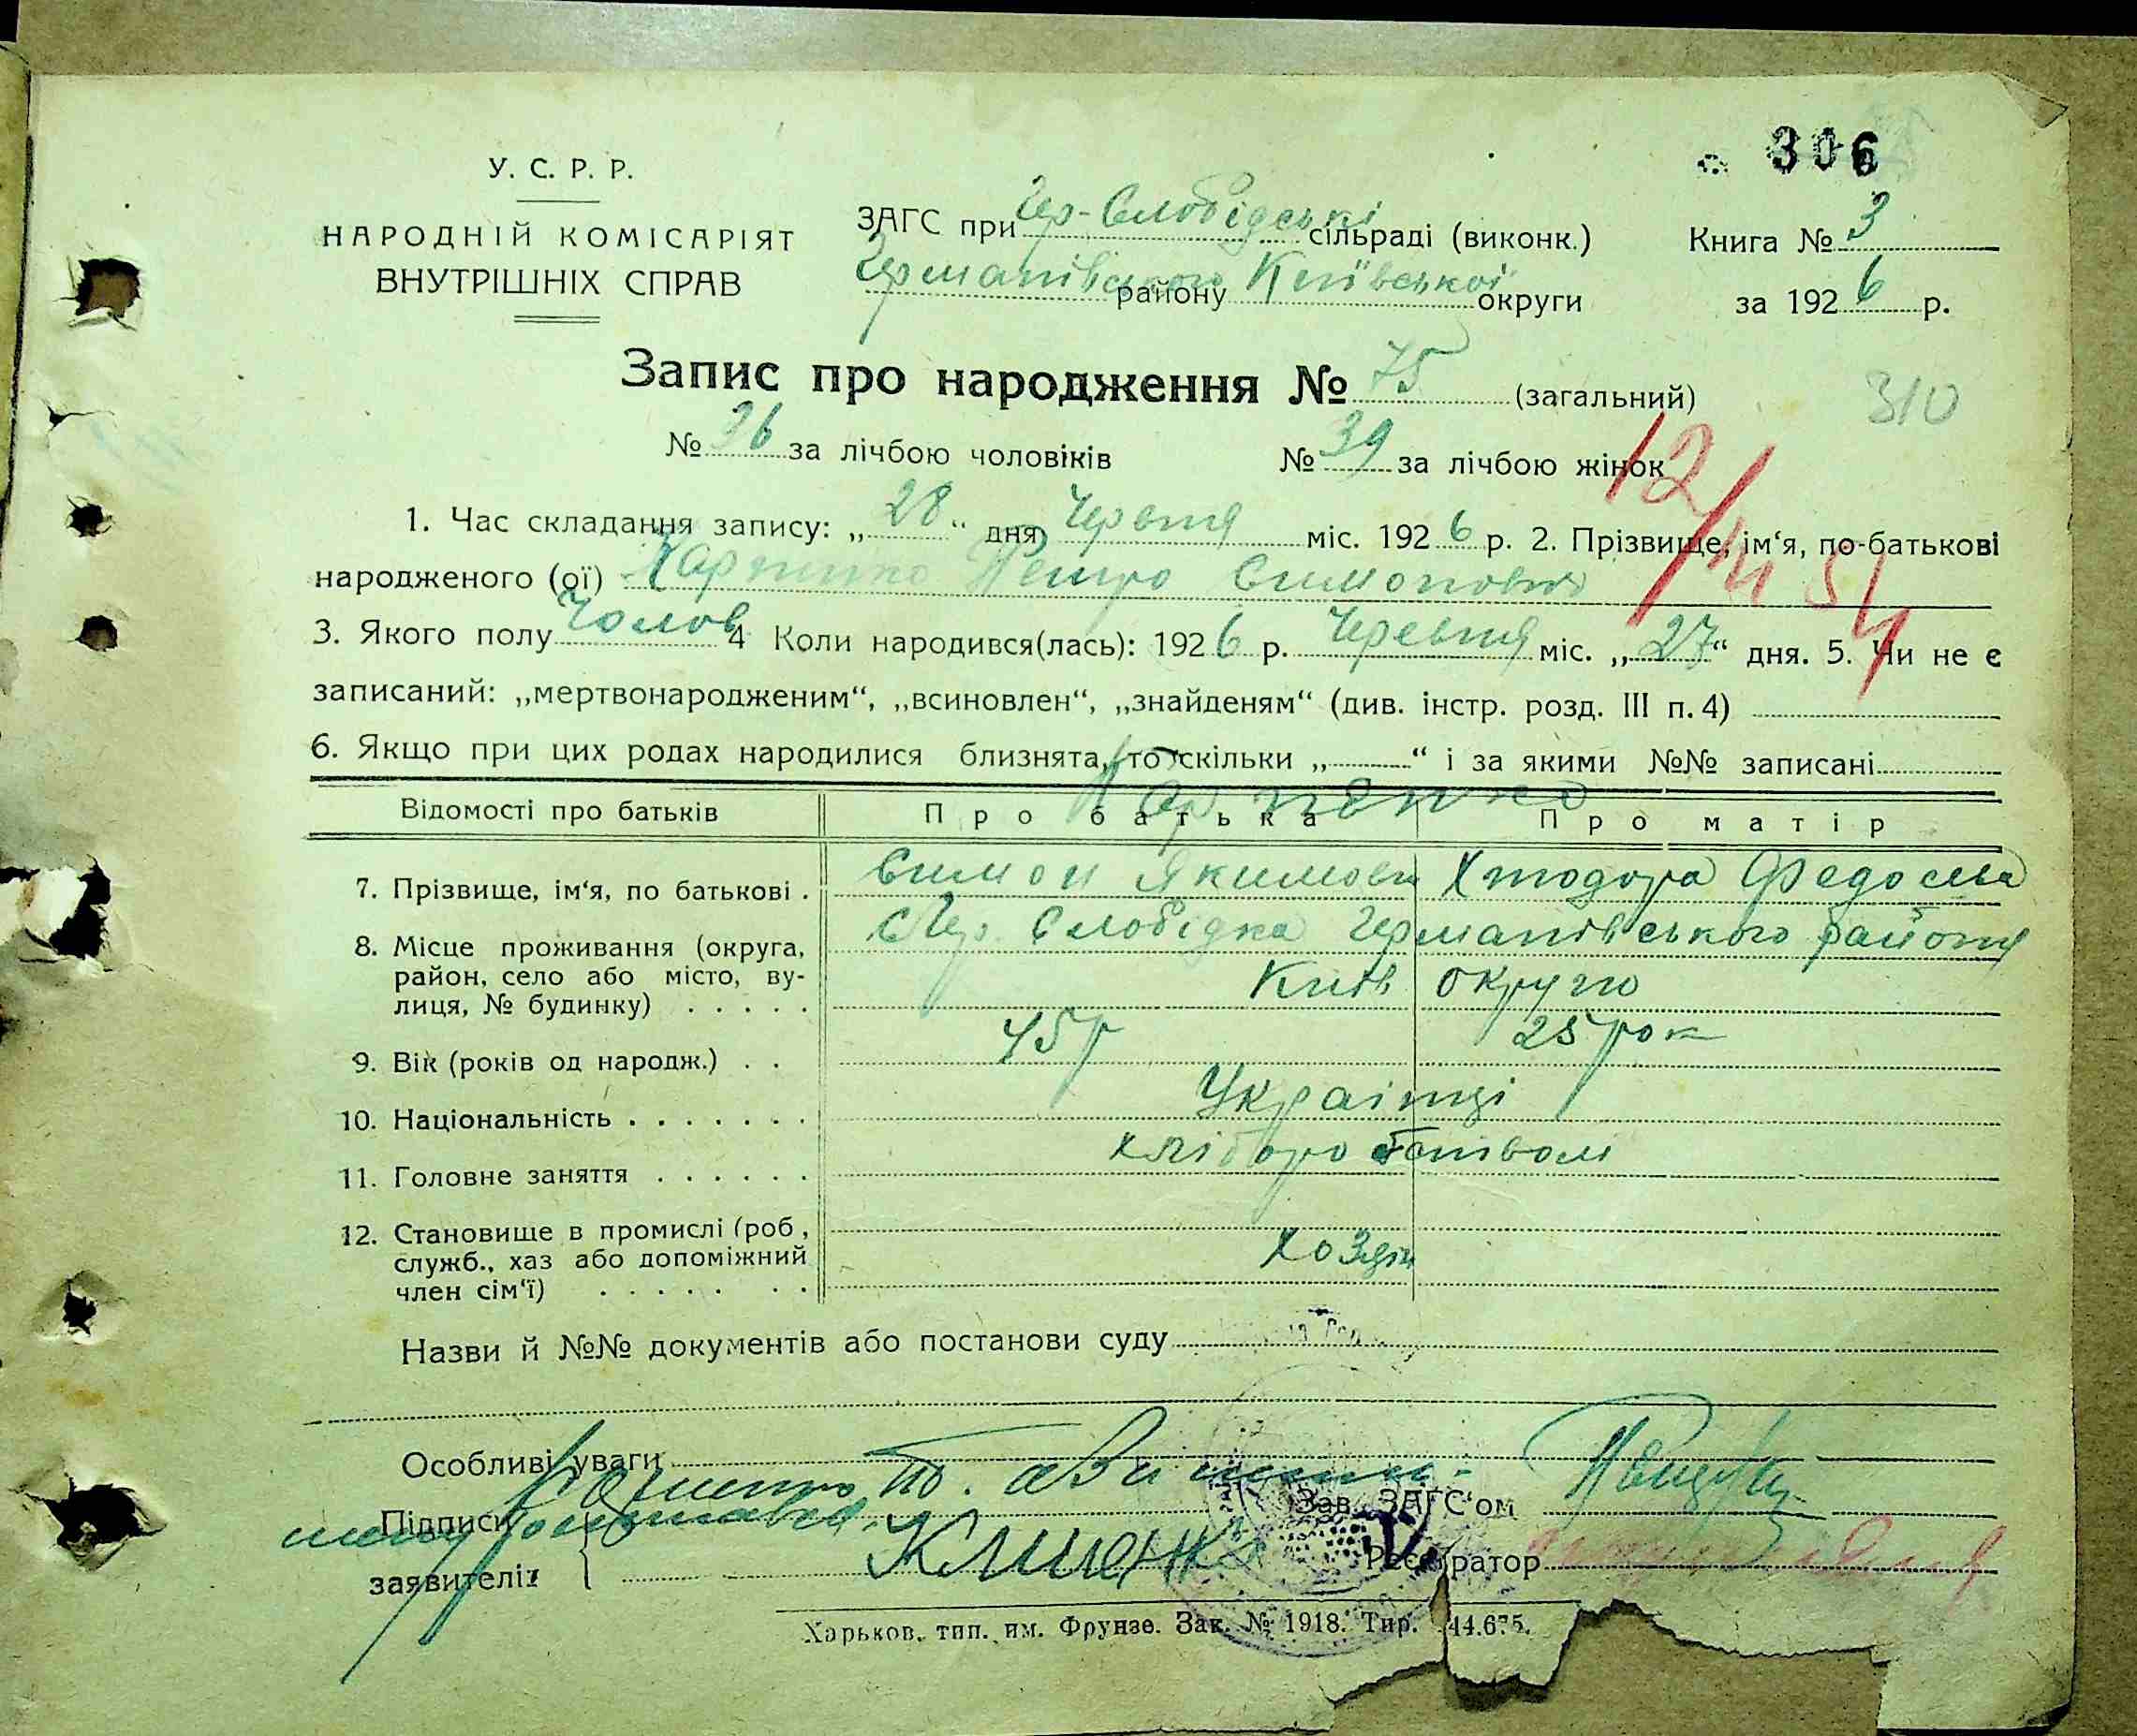 306
У. С. Р. Р.
НАРОДНІЙ КОМІСАРІЯТ
ВНУТРІШНІХ СПРАВ
ЗАГС при Гер-Слобідські сільраді (виконк.)
Германівського району Київської округи
Книга № 3
за 1926 р.
Запис про народження № 75 (загальний)
310
№ 36 за лічбою чоловіків № 39 за лічбою жінок
1. Час складання запису: „28“ дня Червня міс. 1926 р. 2. Прізвище, ім‘я, по-батькові
народженого (ої) Карпенко Петро Симонович
3. Якого полу Чолов 4 Коли народився(лась): 1926 р. Червня міс. „27“ дня. 5. Чи не є
записаний: „мертвонародженим“, „всиновлен“, „знайденям“ (див. інстр. розд. III п. 4)
6. Якщо при цих родах народилися близнята, то скільки „ “ і за якими №№ записані
Карпенко
Відомості про батьків Про батька Про матір
7. Прізвище, ім‘я, по батькові . Симон Якимови Хтодора Федосьева
8. Місце проживання (округа, Гер. Слобідка Германівського району
район, село або місто, ву- Київ округо
лиця, № будинку) . . . . .
9. Вік (років од народж.) . . 45 р 25 рок
10. Національність . . . . . . . Українці
11. Головне заняття . . . . . . хліборобством
12. Становище в промислі (роб,
служб., хаз або допоміжний Хозяїн
член сім‘ї) . . . . . . .
Назви й №№ документів або постанови суду
Особливі уваги
Підписи
заявителів
Зав. ЗАГС‘ом
Реєстратор
Харьков, тип. им. Фрунзе. Зак. № 1918. Тир. 44.675.